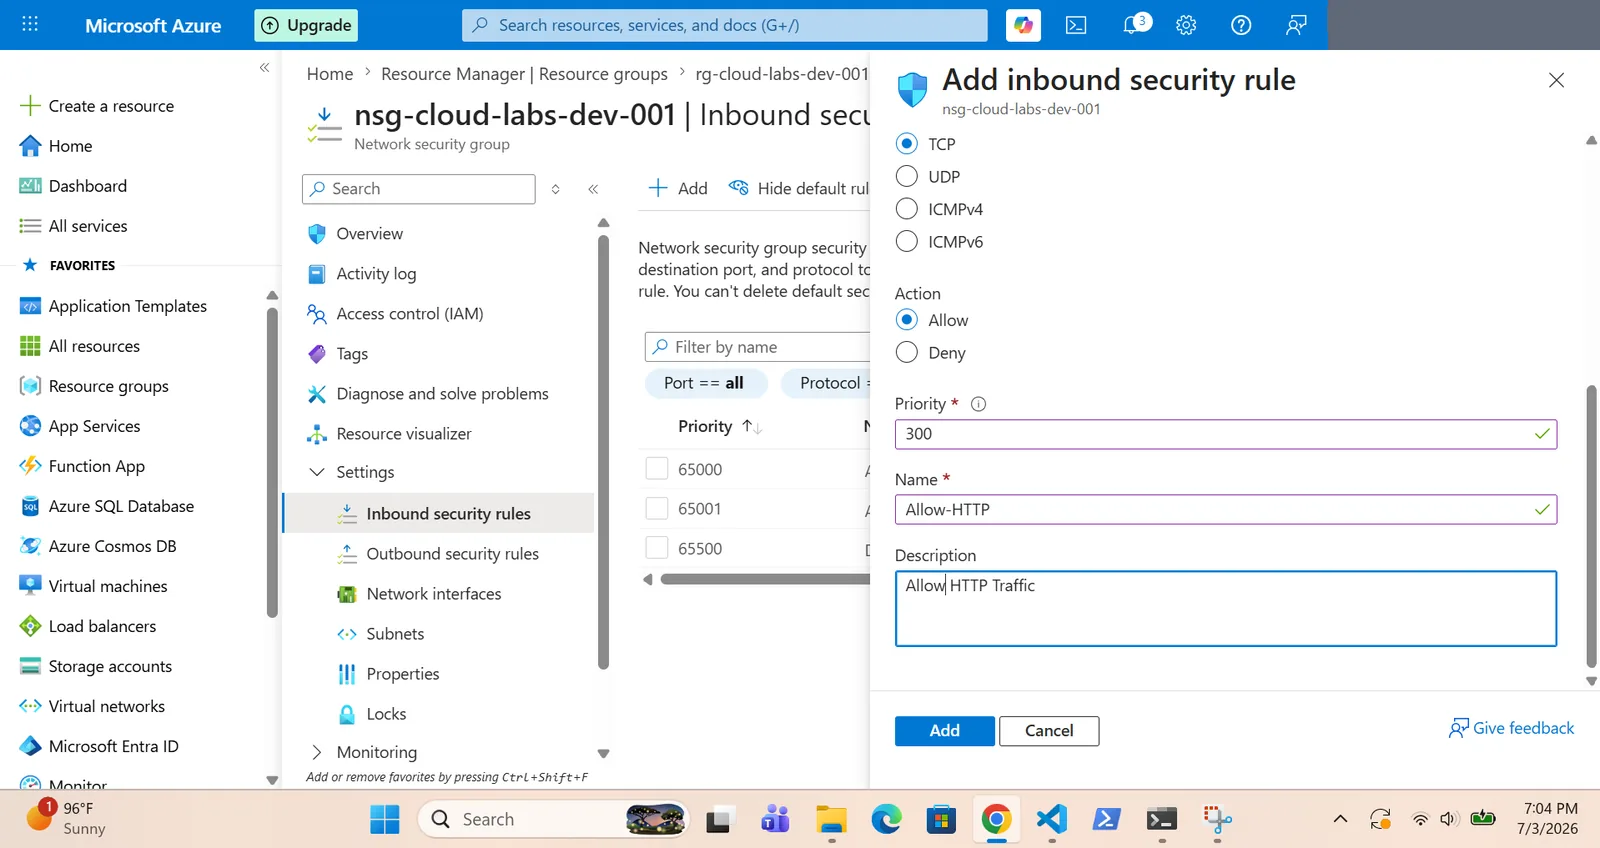 Microsoft Azure
Upgrade
Search resources, services, and docs (G+/)
3
Create a resource
Home
Dashboard
All services
FAVORITES
Application Templates
All resources
Resource groups
App Services
Function App
SQL
Azure SQL Database
Azure Cosmos DB
Virtual machines
Load balancers
Storage accounts
Virtual networks
Microsoft Entra ID
Monitor
Home > Resource Manager | Resource groups > rg-cloud-labs-dev-001
nsg-cloud-labs-dev-001 | Inbound secu
Network security group
Search
Overview
Activity log
Access control (IAM)
Tags
Diagnose and solve problems
Resource visualizer
Settings
Inbound security rules
Outbound security rules
Network interfaces
Subnets
Properties
Locks
Monitoring
Add or remove favorites by pressing Ctrl+Shift+F
Add
Hide default rul
Network security group security
destination port, and protocol to
rule. You can't delete default sec
Filter by name
Port == all
Protocol =
Priority
65000
65001
65500
Add inbound security rule
nsg-cloud-labs-dev-001
TCP
UDP
ICMPv4
ICMPv6
Action
Allow
Deny
Priority *
300
Name *
Allow-HTTP
Description
Allow HTTP Traffic
Add
Cancel
Give feedback
1
96°F
Sunny
Search
7:04 PM
7/3/2026